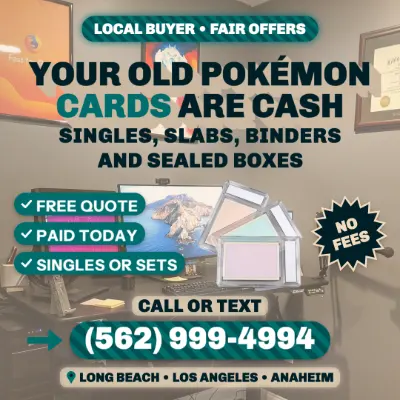 LOCAL BUYER • FAIR OFFERS
YOUR OLD POKÉMON
CARDS ARE CASH
SINGLES, SLABS, BINDERS
AND SEALED BOXES
FREE QUOTE
PAID TODAY
SINGLES OR SETS
NO
FEES
CALL OR TEXT
(562) 999-4994
LONG BEACH • LOS ANGELES • ANAHEIM